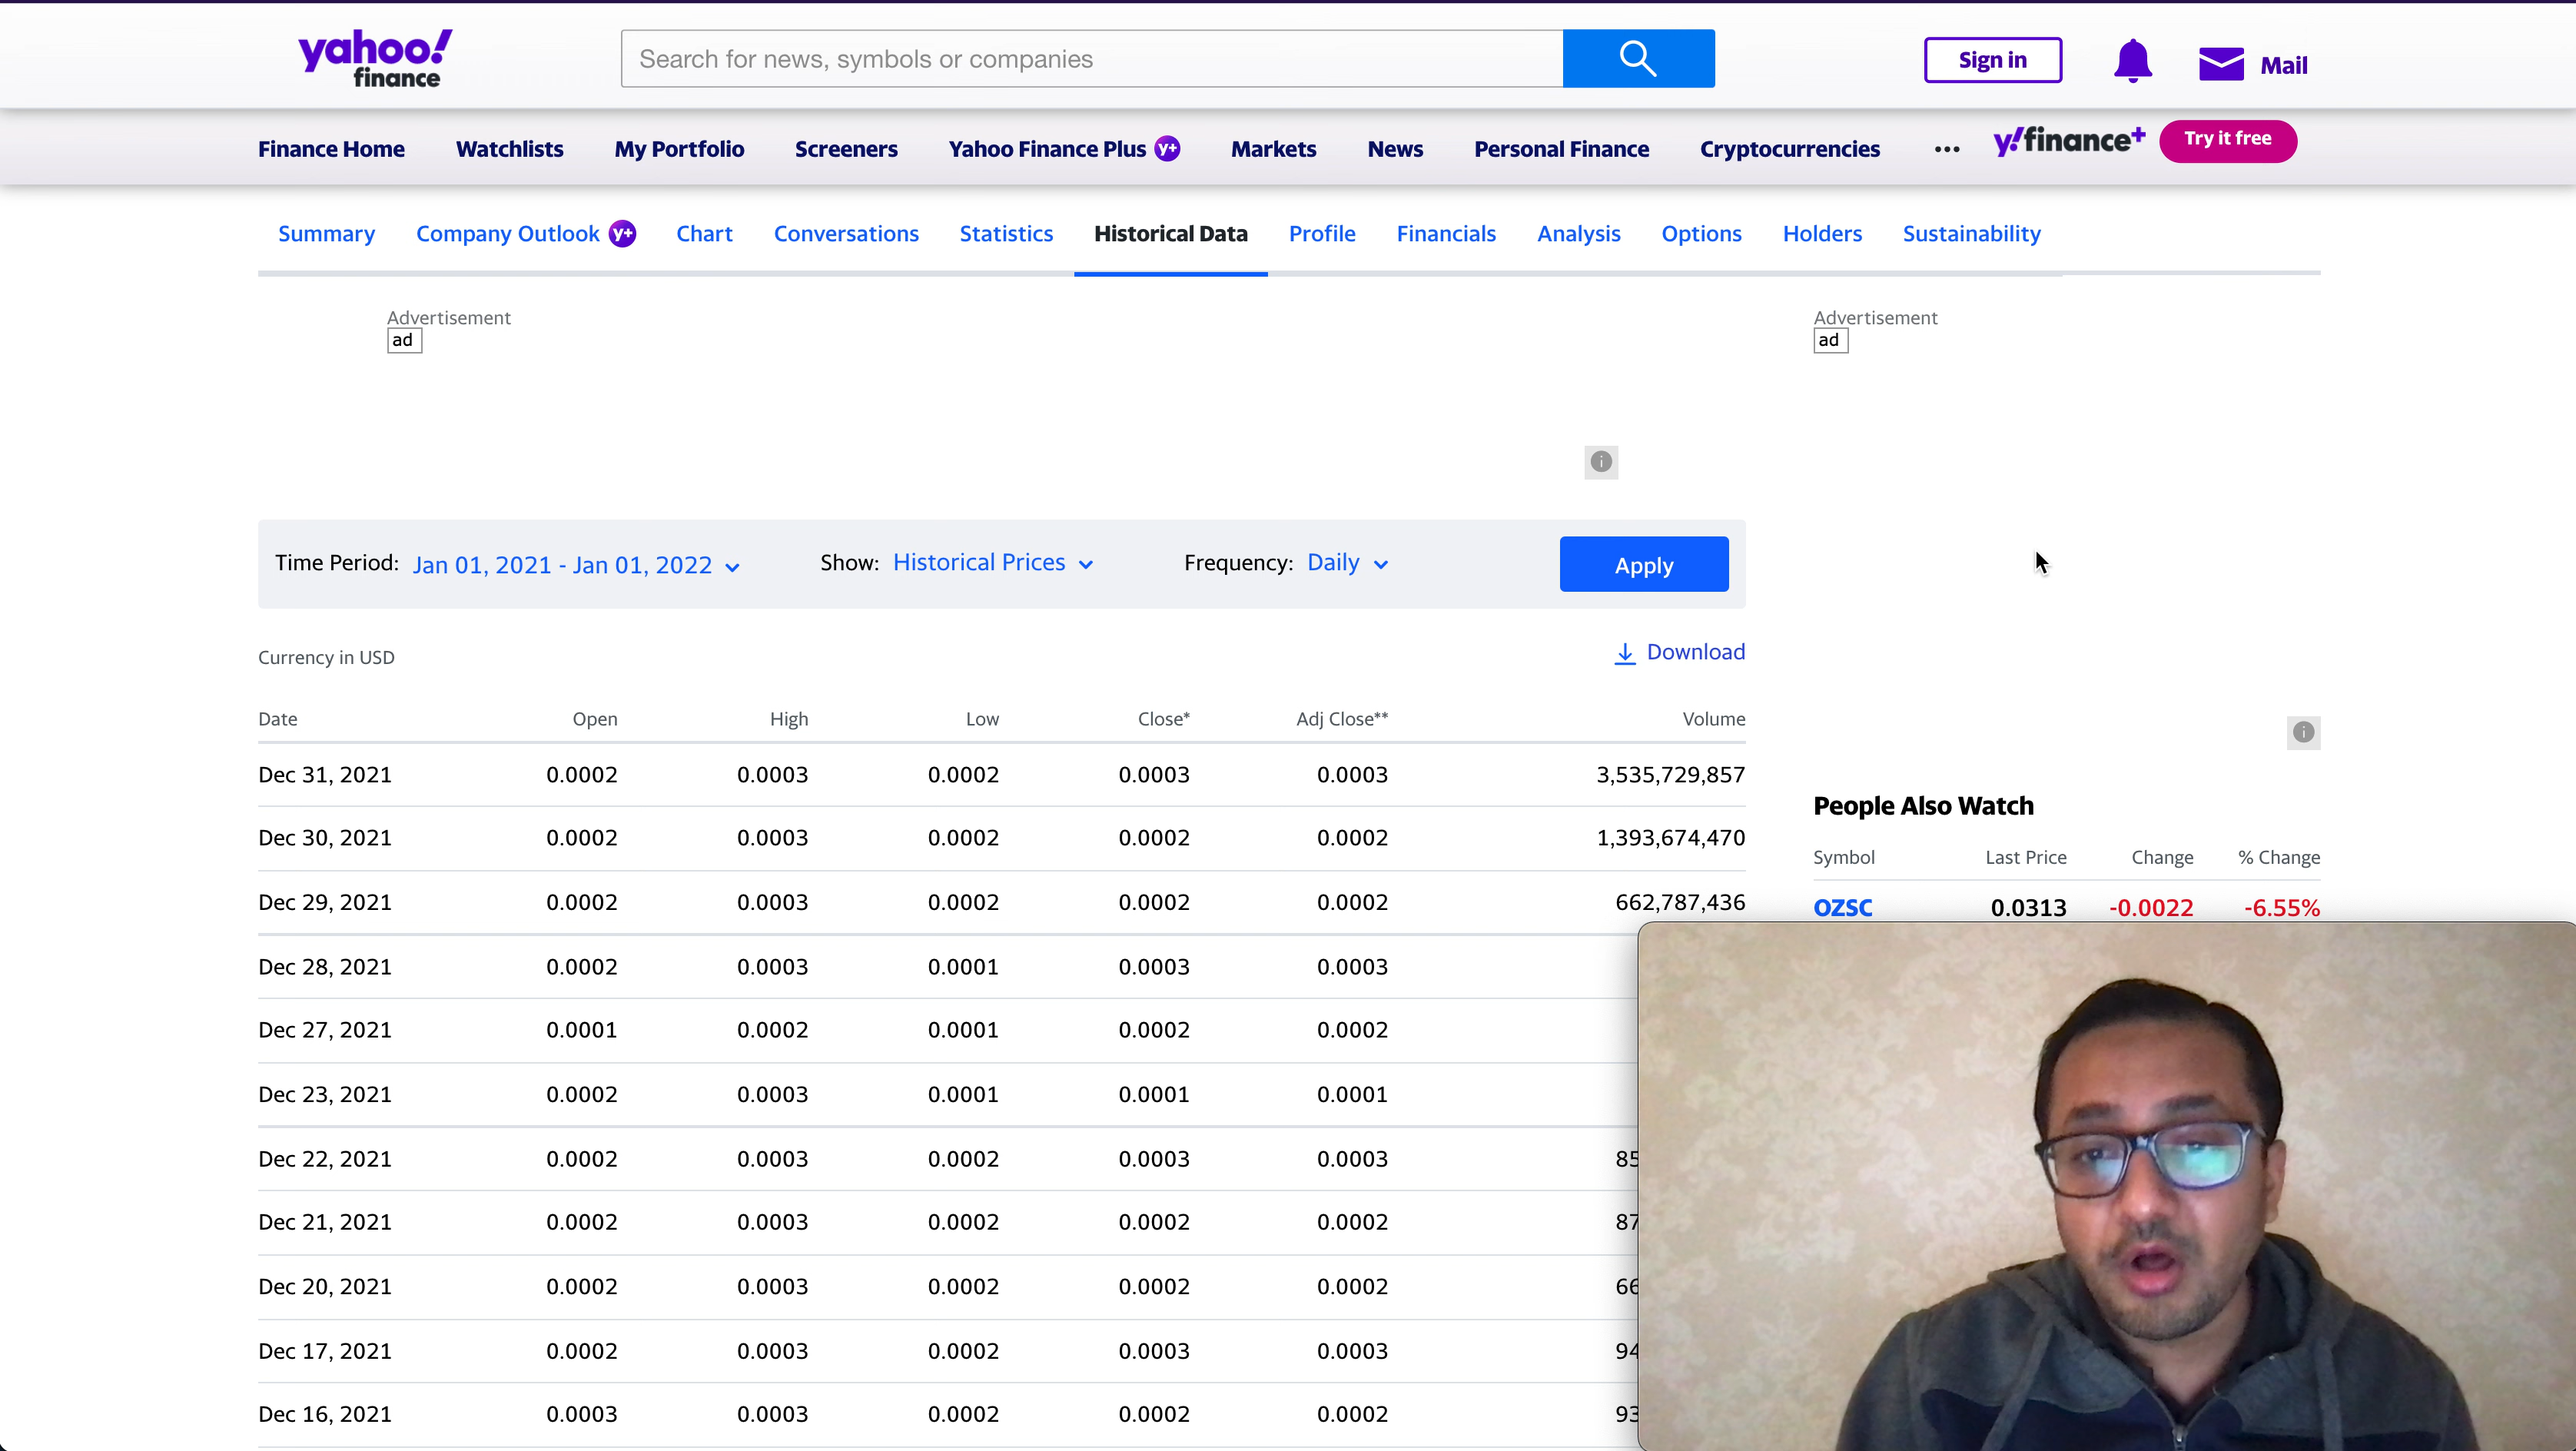 yahoo!
finance
Search for news, symbols or companies
Sign in
Mail
Finance Home Watchlists My Portfolio Screeners Yahoo Finance Plus y+ Markets News Personal Finance Cryptocurrencies ••• y!finance+ Try it free
Summary Company Outlook y+ Chart Conversations Statistics Historical Data Profile Financials Analysis Options Holders Sustainability
Advertisement Advertisement
ad ad
Time Period: Jan 01, 2021 - Jan 01, 2022 Show: Historical Prices Frequency: Daily Apply
Currency in USD Download
Date Open High Low Close* Adj Close** Volume
Dec 31, 2021 0.0002 0.0003 0.0002 0.0003 0.0003 3,535,729,857
Dec 30, 2021 0.0002 0.0003 0.0002 0.0002 0.0002 1,393,674,470
Dec 29, 2021 0.0002 0.0003 0.0002 0.0002 0.0002 662,787,436
Dec 28, 2021 0.0002 0.0003 0.0001 0.0003 0.0003
Dec 27, 2021 0.0001 0.0002 0.0001 0.0002 0.0002
Dec 23, 2021 0.0002 0.0003 0.0001 0.0001 0.0001
Dec 22, 2021 0.0002 0.0003 0.0002 0.0003 0.0003 85
Dec 21, 2021 0.0002 0.0003 0.0002 0.0002 0.0002 87
Dec 20, 2021 0.0002 0.0003 0.0002 0.0002 0.0002 66
Dec 17, 2021 0.0002 0.0003 0.0002 0.0003 0.0003 94
Dec 16, 2021 0.0003 0.0003 0.0002 0.0002 0.0002 93
People Also Watch
Symbol Last Price Change % Change
OZSC 0.0313 -0.0022 -6.55%